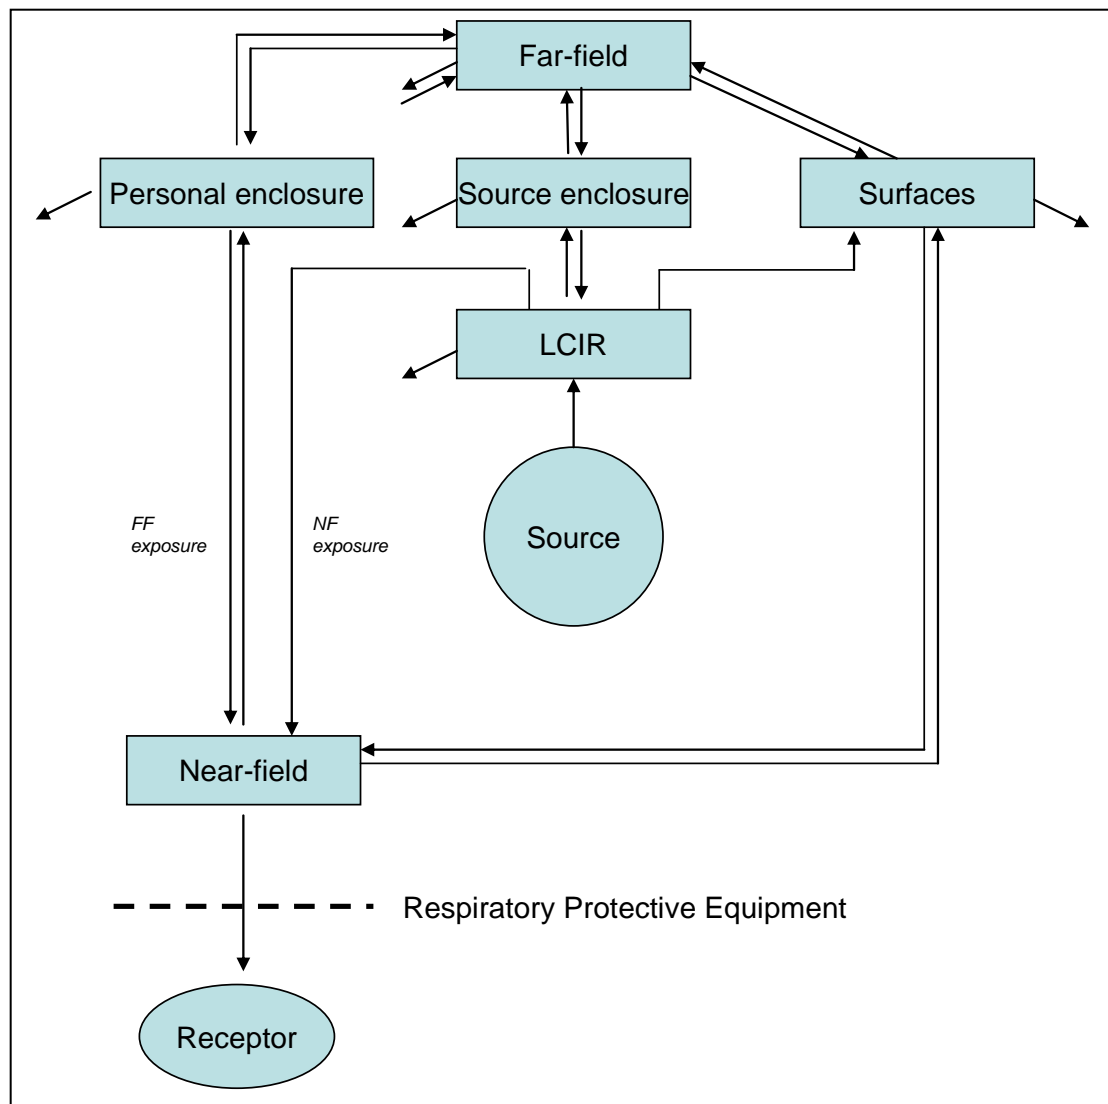 Far-field
Personal enclosure
Source enclosure
Surfaces
LCIR
FF
exposure
NF
exposure
Source
Near-field
Respiratory Protective Equipment
Receptor